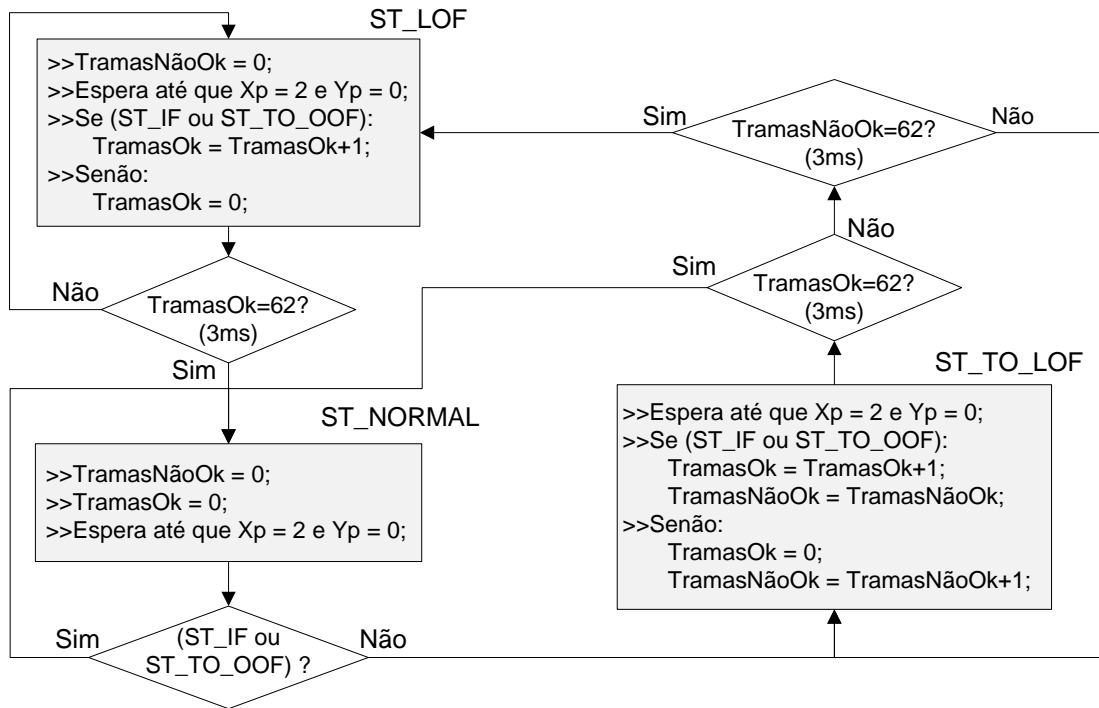 ST_LOF
>>TramasNãoOk = 0;
>>Espera até que Xp = 2 e Yp = 0;
>>Se (ST_IF ou ST_TO_OOF):
TramasOk = TramasOk+1;
>>Senão:
TramasOk = 0;
Não
TramasOk=62?
(3ms)
Sim
ST_NORMAL
>>TramasNãoOk = 0;
>>TramasOk = 0;
>>Espera até que Xp = 2 e Yp = 0;
Sim
(ST_IF ou
ST_TO_OOF) ?
Não
Sim
TramasNãoOk=62?
(3ms)
Não
Não
Sim
TramasOk=62?
(3ms)
ST_TO_LOF
>>Espera até que Xp = 2 e Yp = 0;
>>Se (ST_IF ou ST_TO_OOF):
TramasOk = TramasOk+1;
TramasNãoOk = TramasNãoOk;
>>Senão:
TramasOk = 0;
TramasNãoOk = TramasNãoOk+1;